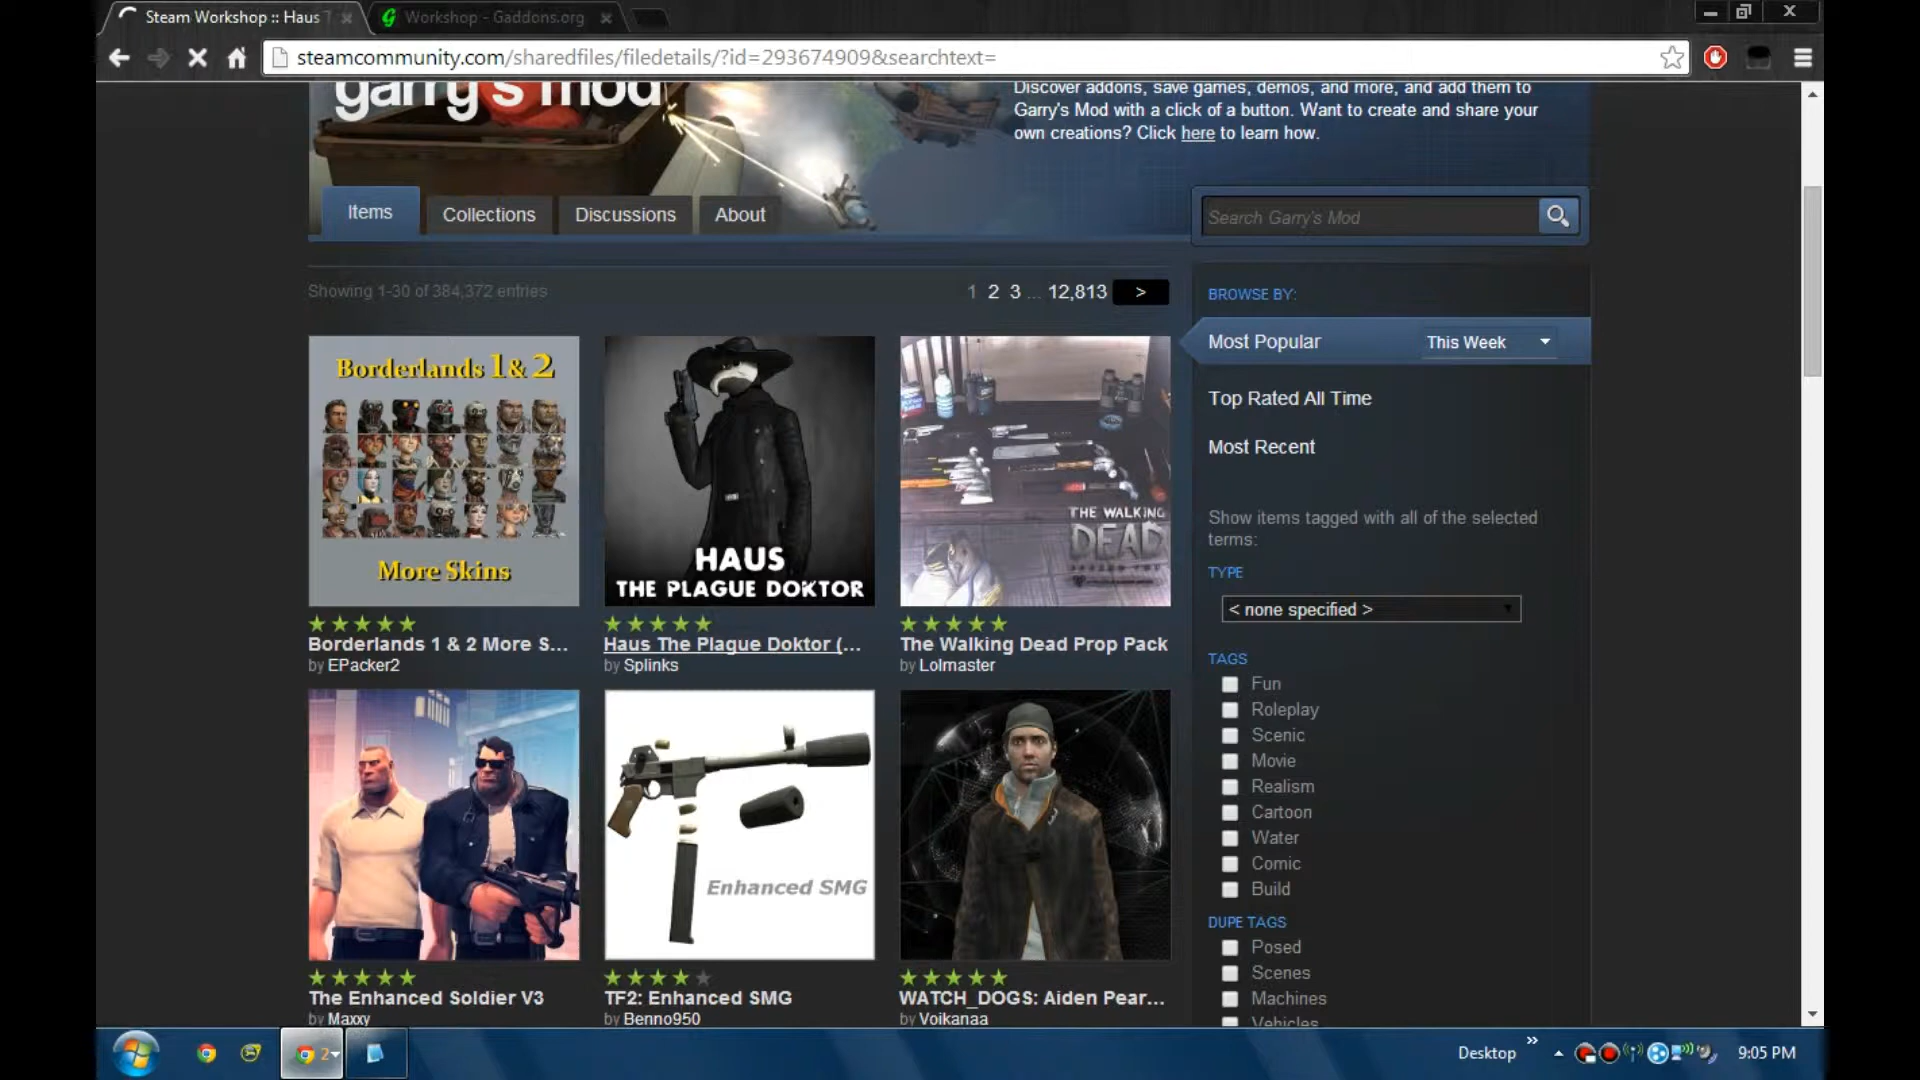 Steam Workshop :: Haus T
Workshop - Gaddons.org
steamcommunity.com/sharedfiles/filedetails/?id=293674909&searchtext=
garry's mod
Discover addons, save games, demos, and more, and add them to
Garry's Mod with a click of a button. Want to create and share your
own creations? Click here to learn how.
Items
Collections
Discussions
About
Search Garry's Mod
Showing 1-30 of 384,372 entries
1 2 3 ... 12,813 >
BROWSE BY:
Most Popular
This Week
Top Rated All Time
Most Recent
Show items tagged with all of the selected
terms:
TYPE
< none specified >
TAGS
Fun
Roleplay
Scenic
Movie
Realism
Cartoon
Water
Comic
Build
DUPE TAGS
Posed
Scenes
Machines
Vehicles
Borderlands 1 & 2
More Skins
Borderlands 1 & 2 More S...
by EPacker2
HAUS
THE PLAGUE DOKTOR
Haus The Plague Doktor (...
by Splinks
THE WALKING
DEAD
The Walking Dead Prop Pack
by Lolmaster
The Enhanced Soldier V3
by Maxxy
Enhanced SMG
TF2: Enhanced SMG
by Benno950
WATCH_DOGS: Aiden Pear...
by Voikanaa
2
Desktop
9:05 PM